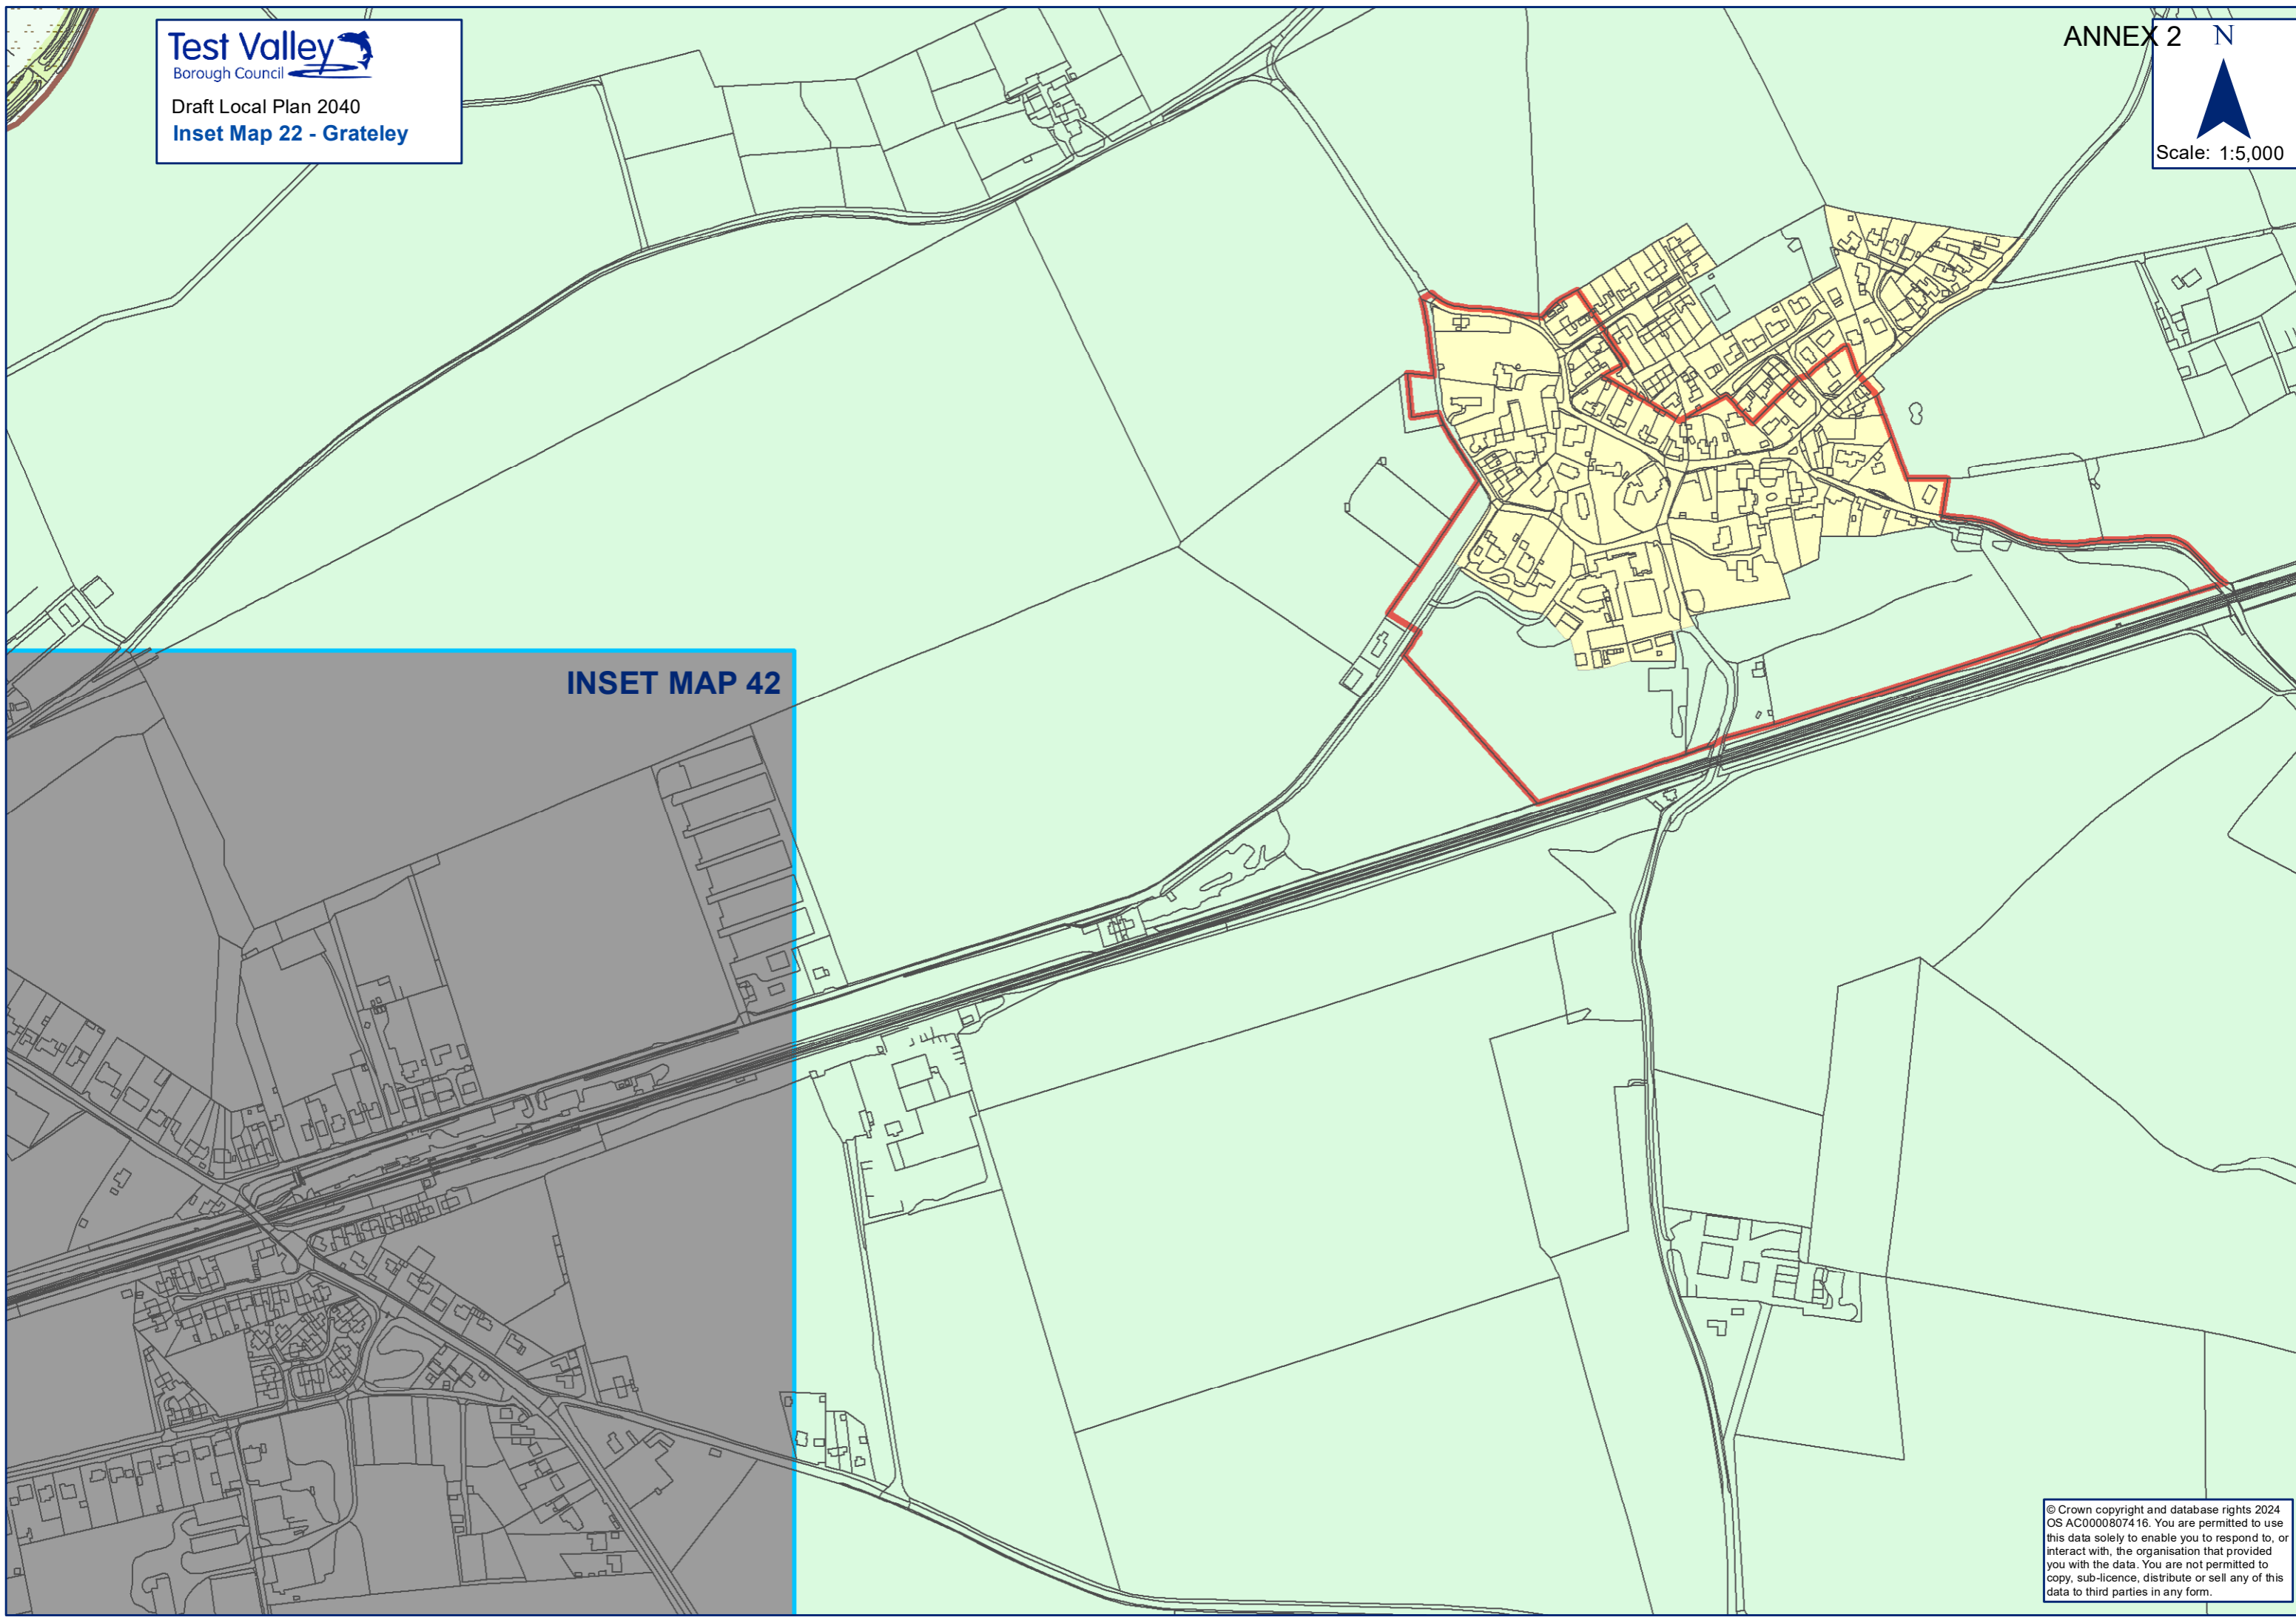 Test Valley
Borough Council
Draft Local Plan 2040
Inset Map 22 - Grateley
ANNEX 2
N
Scale: 1:5,000
INSET MAP 42
© Crown copyright and database rights 2024
OS AC0000807416. You are permitted to use
this data solely to enable you to respond to, or
interact with, the organisation that provided
you with the data. You are not permitted to
copy, sub-licence, distribute or sell any of this
data to third parties in any form.